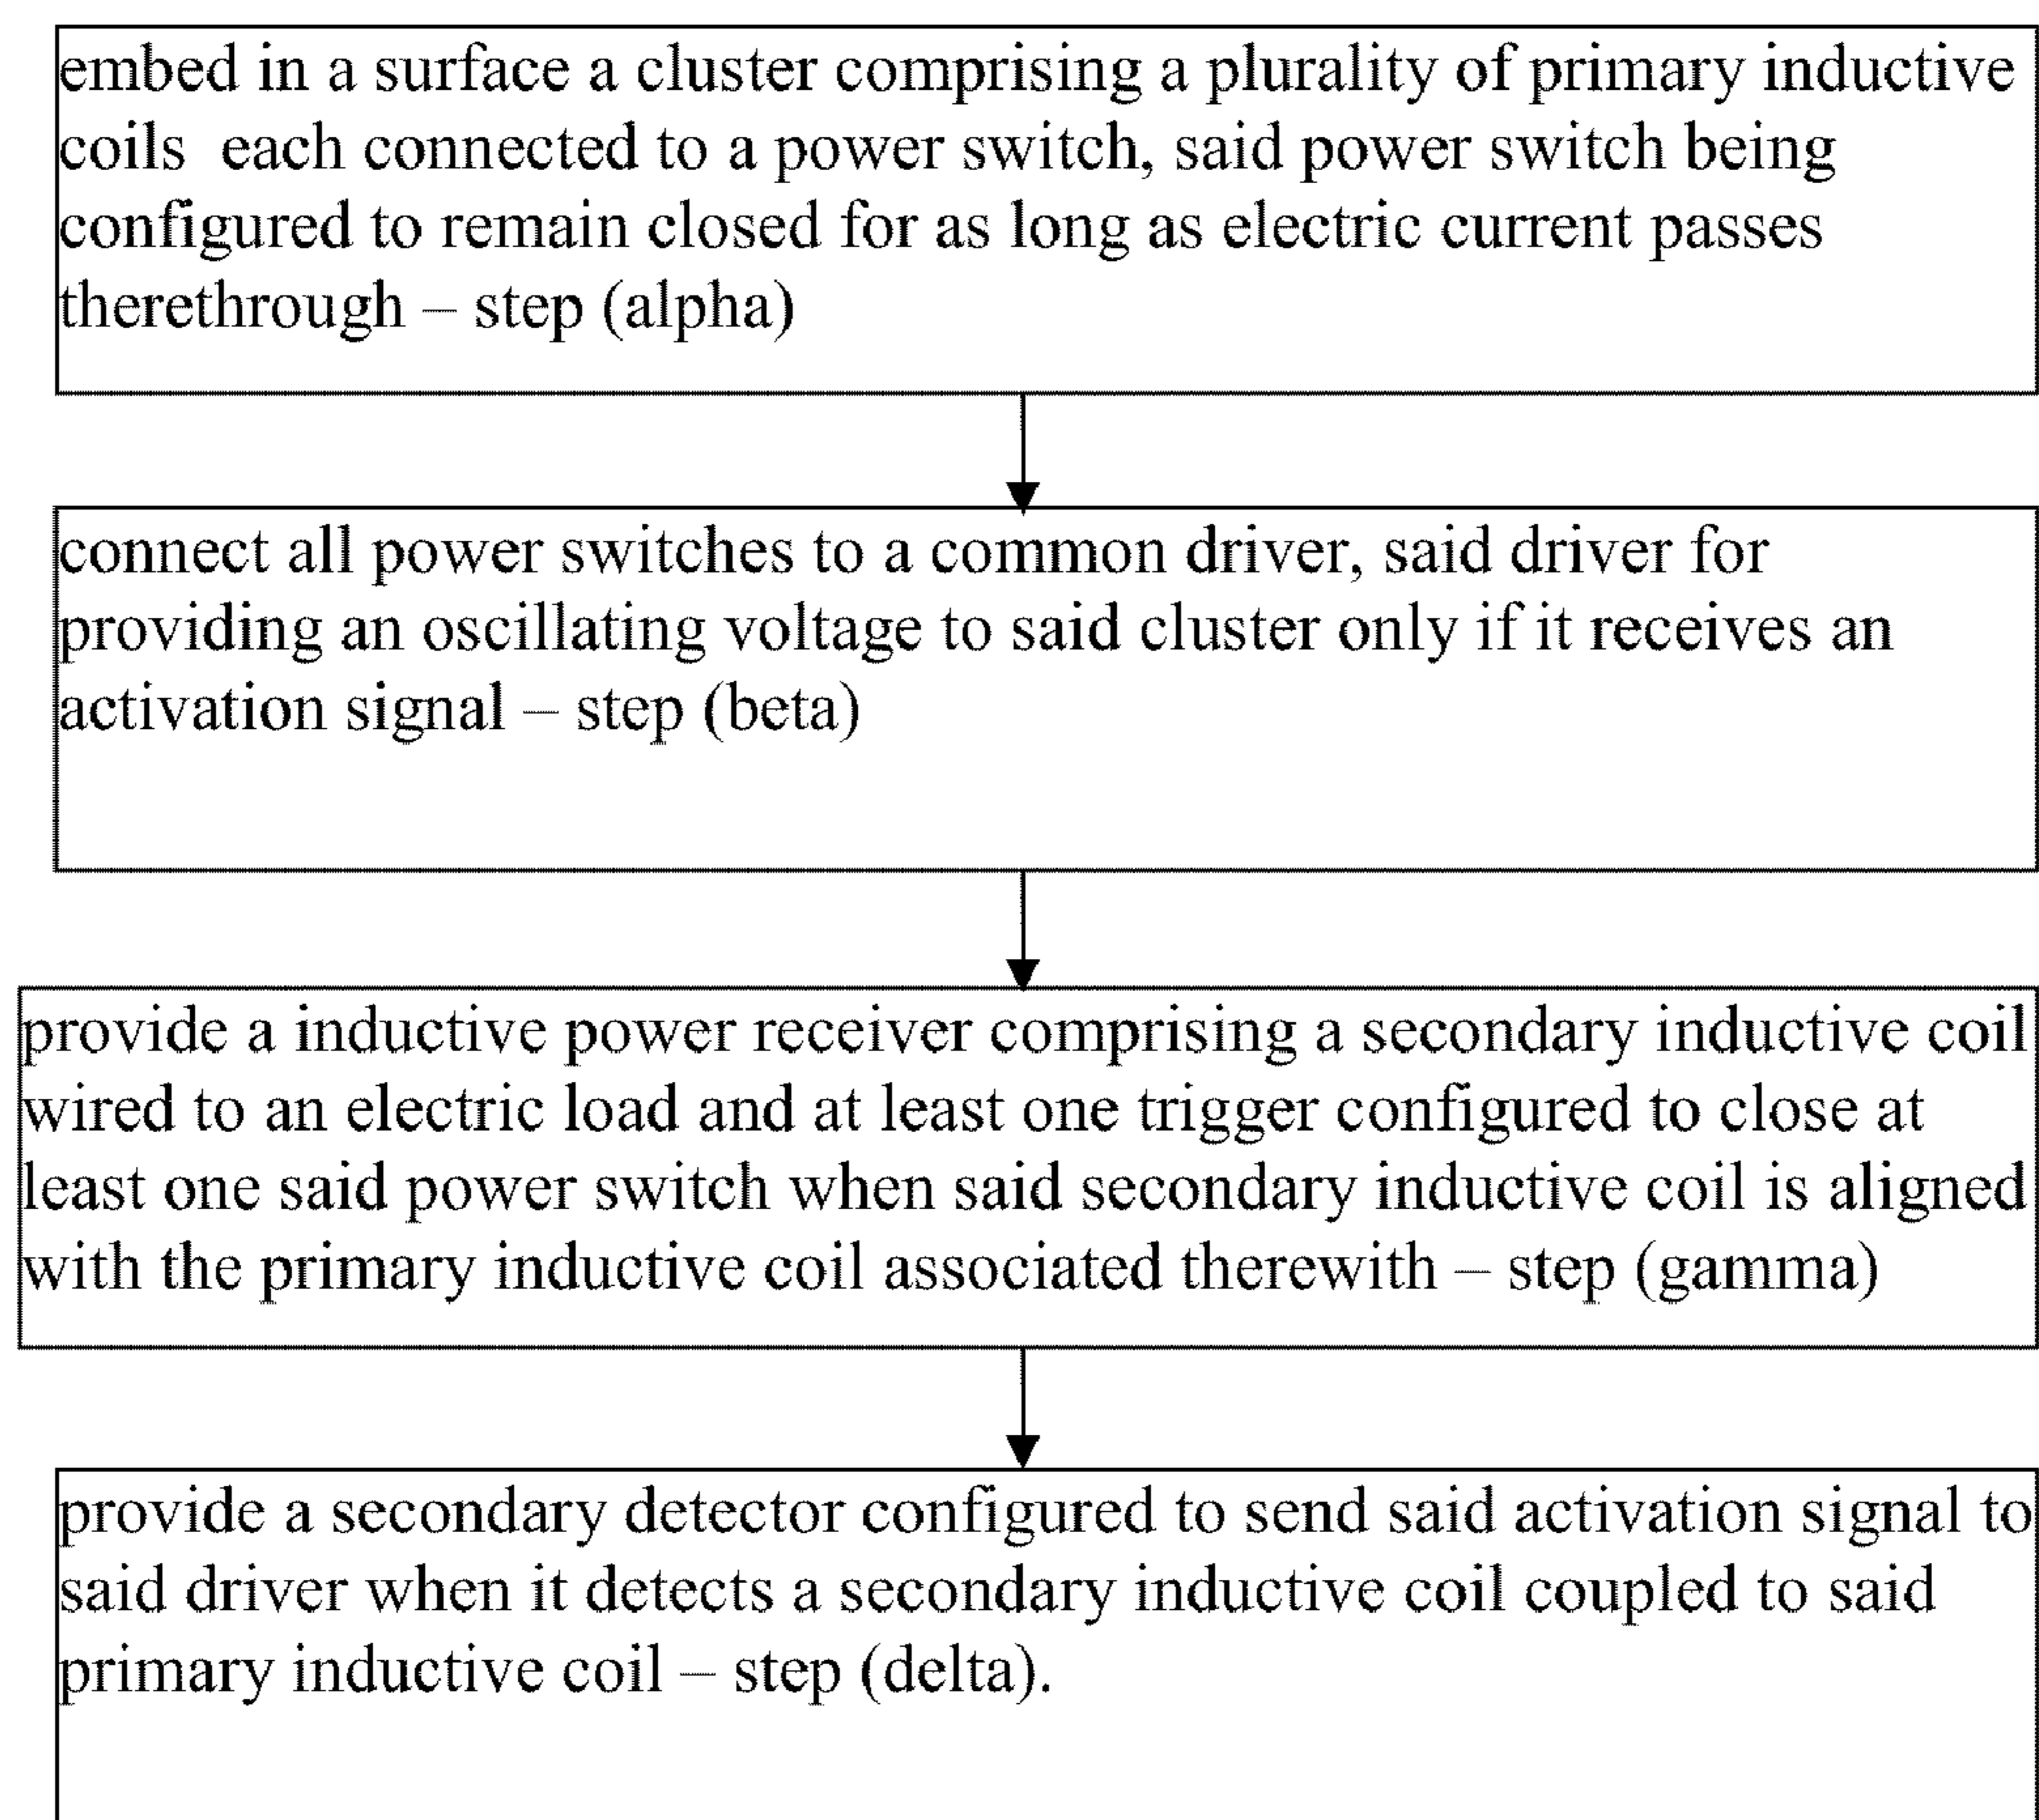 embed in a surface a cluster comprising a plurality of primary inductive
coils  each connected to a power switch, said power switch being
configured to remain closed for as long as electric current passes
therethrough – step (alpha)
connect all power switches to a common driver, said driver for
providing an oscillating voltage to said cluster only if it receives an
activation signal – step (beta)
provide a inductive power receiver comprising a secondary inductive coil
wired to an electric load and at least one trigger configured to close at
least one said power switch when said secondary inductive coil is aligned
with the primary inductive coil associated therewith – step (gamma)
provide a secondary detector configured to send said activation signal to
said driver when it detects a secondary inductive coil coupled to said
primary inductive coil – step (delta).